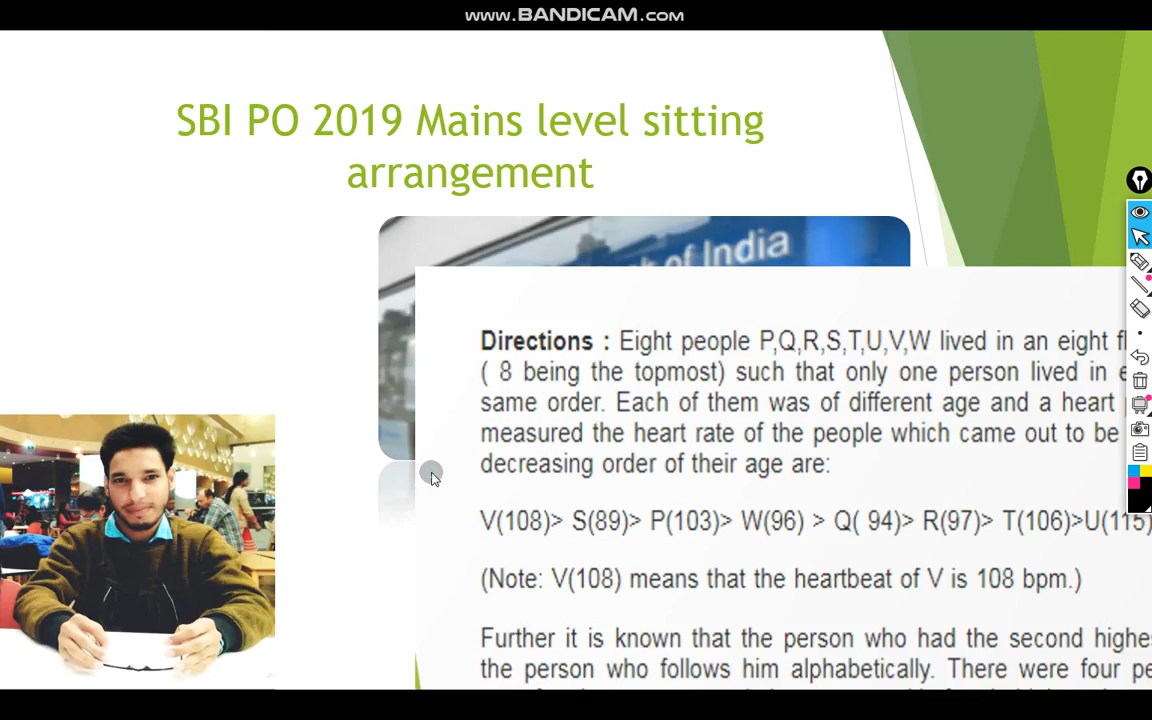 www.BANDICAM.com
SBI PO 2019 Mains level sitting
arrangement
of India
Directions : Eight people P,Q,R,S,T,U,V,W lived in an eight
( 8 being the topmost) such that only one person lived in
same order. Each of them was of different age and a heart
measured the heart rate of the people which came out to be
decreasing order of their age are:
V(108)> S(89)> P(103)> W(96) > Q( 94)> R(97)> T(106)>U(115)
(Note: V(108) means that the heartbeat of V is 108 bpm.)
Further it is known that the person who had the second
the person who follows him alphabetically. There were four